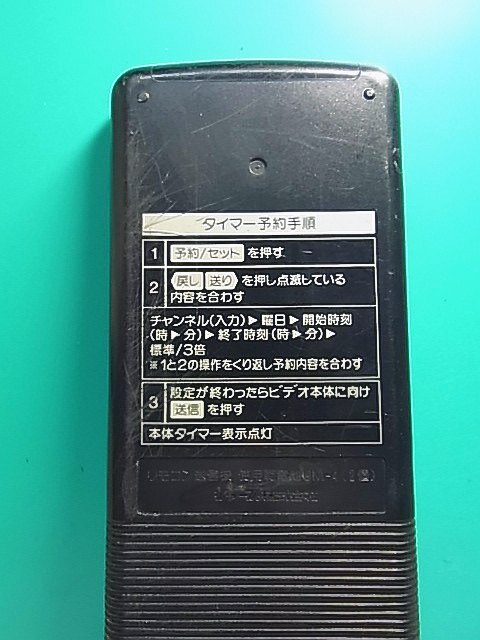 タイマー予約手順
1 予約/セット を押す
2 戻し 送り を押し点滅している
内容を合わす
チャンネル(入力)▶曜日▶開始時刻
(時▶分)▶終了時刻(時▶分)▶
標準/3倍
※1と2の操作をくり返し予約内容を合わす
3 設定が終わったらビデオ本体に向け
送信 を押す
本体タイマー表示点灯
リモコン